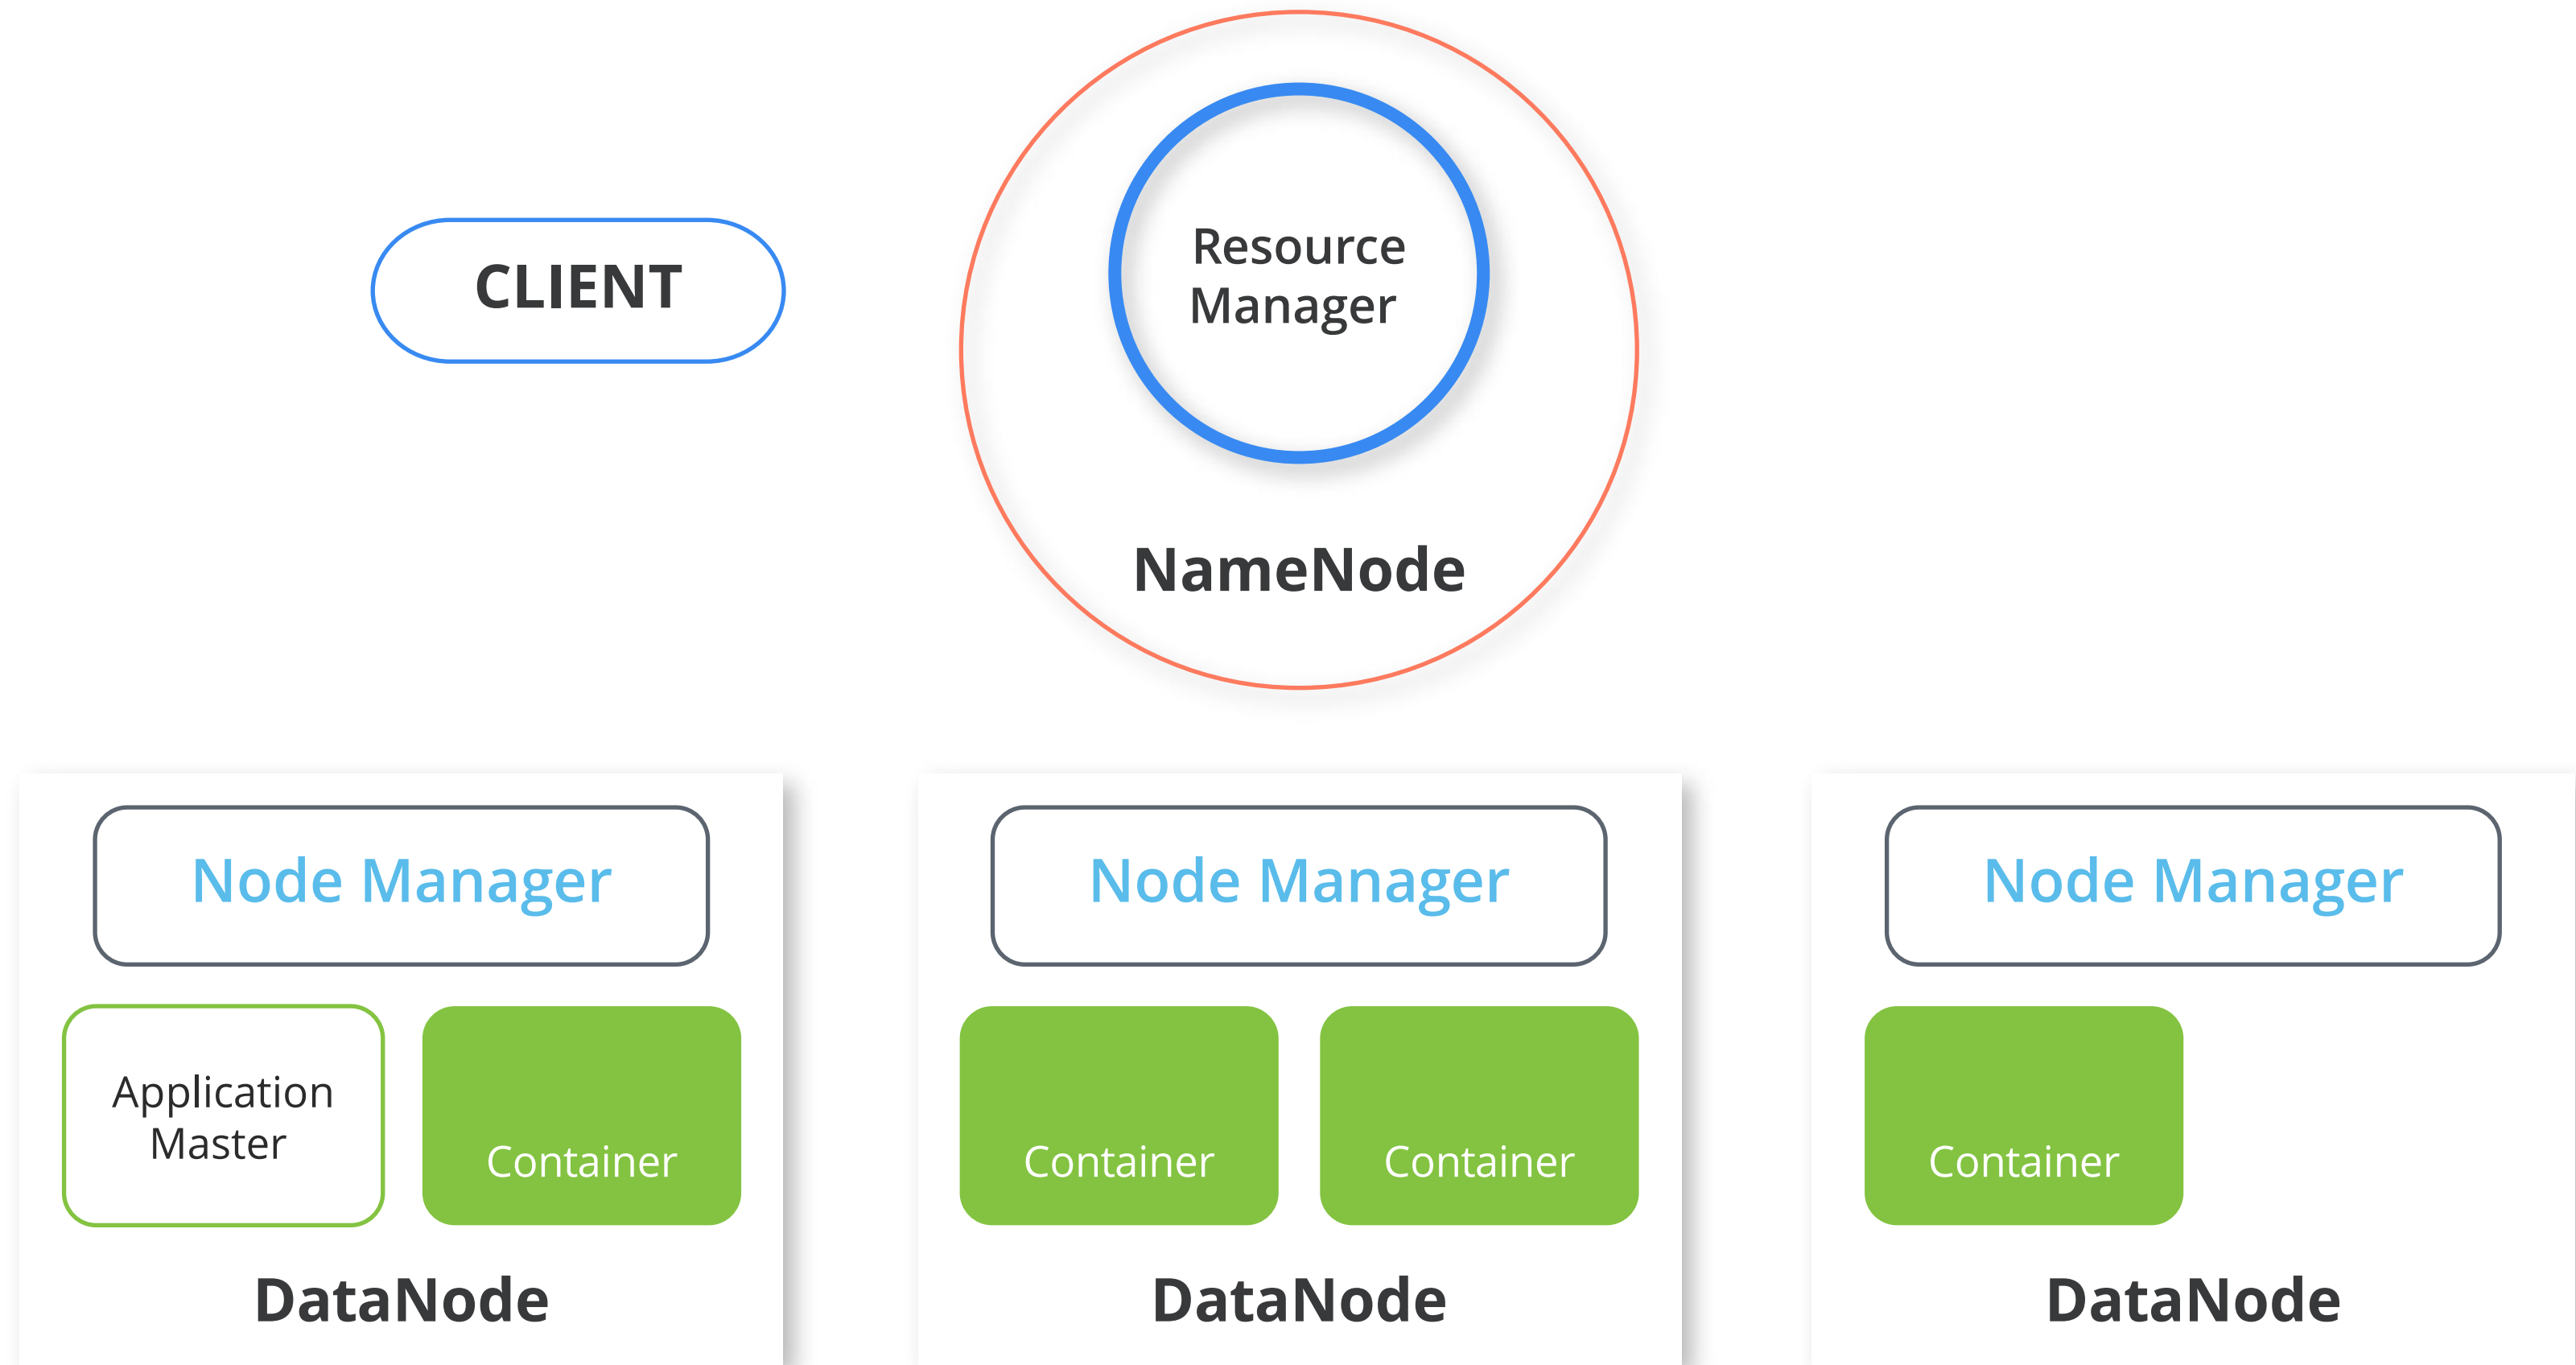 CLIENT
Resource
Manager
NameNode
Node Manager
Application
Master
Container
DataNode
Node Manager
Container
Container
DataNode
Node Manager
Container
DataNode